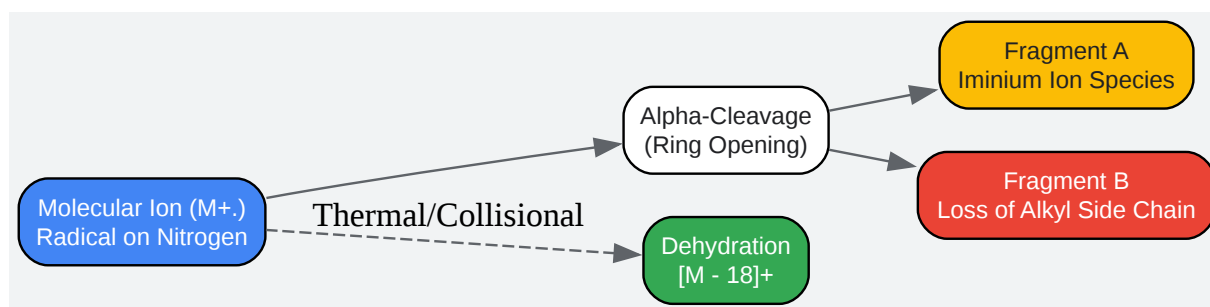 Molecular Ion (M+.)
Radical on Nitrogen
Thermal/Collisional
Alpha-Cleavage
(Ring Opening)
Dehydration
[M - 18]+
Fragment A
Iminium Ion Species
Fragment B
Loss of Alkyl Side Chain